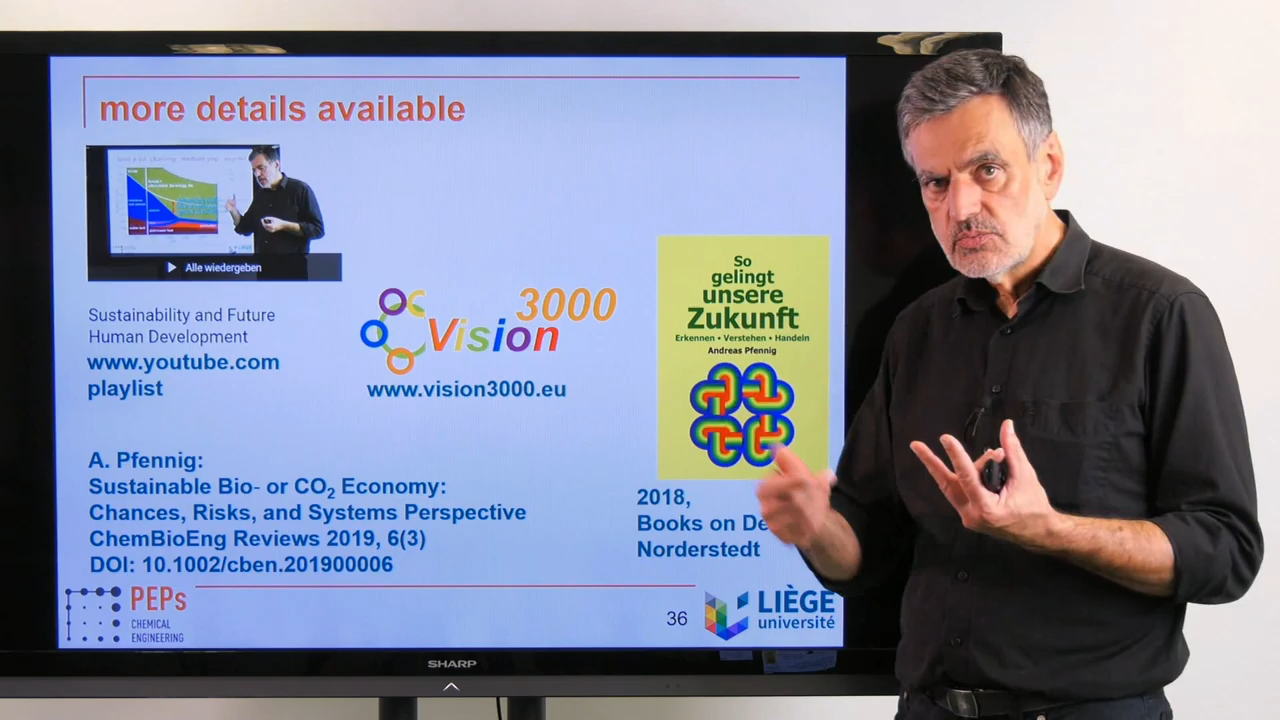 more details available
Alle wiedergeben
Sustainability and Future
Human Development
www.youtube.com
playlist
3000
Vision
www.vision3000.eu
So
gelingt
unsere
Zukunft
Erkennen • Verstehen • Handeln
Andreas Pfennig
A. Pfennig:
Sustainable Bio- or CO₂ Economy:
Chances, Risks, and Systems Perspective
ChemBioEng Reviews 2019, 6(3)
DOI: 10.1002/cben.201900006
2018,
Books on De
Norderstedt
PEPs
CHEMICAL
ENGINEERING
36
LIÈGE
université
SHARP